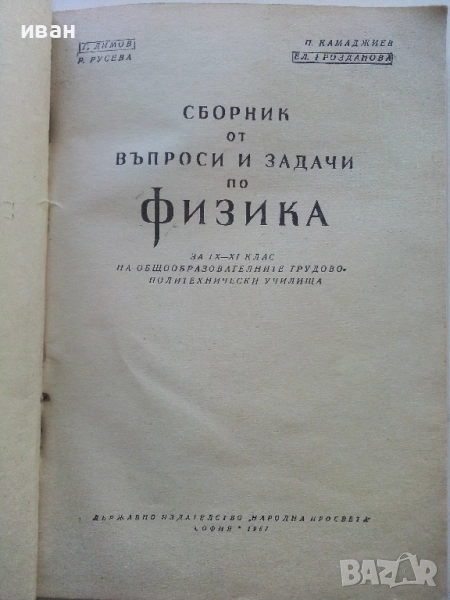 иван
Г. ДИМОВ
Р. РУСЕВА
П. КАМАДЖИЕВ
ЕЛ. ГРОЗДАНОВА
СБОРНИК
ОТ
ВЪПРОСИ И ЗАДАЧИ
ПО
ФИЗИКА
ЗА IX—XI КЛАС
НА ОБЩООБРАЗОВАТЕЛНИТЕ ТРУДОВО-
ПОЛИТЕХНИЧЕСКИ УЧИЛИЩА
ДЪРЖАВНО ИЗДАТЕЛСТВО „НАРОДНА ПРОСВЕТА“
СОФИЯ * 1967
BAZAR
.bg